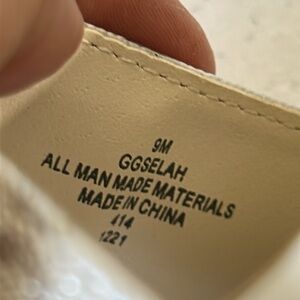 9M
GGSELAH
ALL MAN MADE MATERIALS
MADE IN CHINA
414
1221